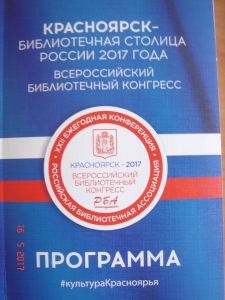 КРАСНОЯРСК–
БИБЛИОТЕЧНАЯ СТОЛИЦА
РОССИИ 2017 ГОДА
ВСЕРОССИЙСКИЙ
БИБЛИОТЕЧНЫЙ КОНГРЕСС
XXII ЕЖЕГОДНАЯ КОНФЕРЕНЦИЯ
КРАСНОЯРСК - 2017
ВСЕРОССИЙСКИЙ
БИБЛИОТЕЧНЫЙ
КОНГРЕСС
РБА
РОССИЙСКАЯ БИБЛИОТЕЧНАЯ АССОЦИАЦИЯ
ПРОГРАММА
#культураКрасноярья
16 5 2017